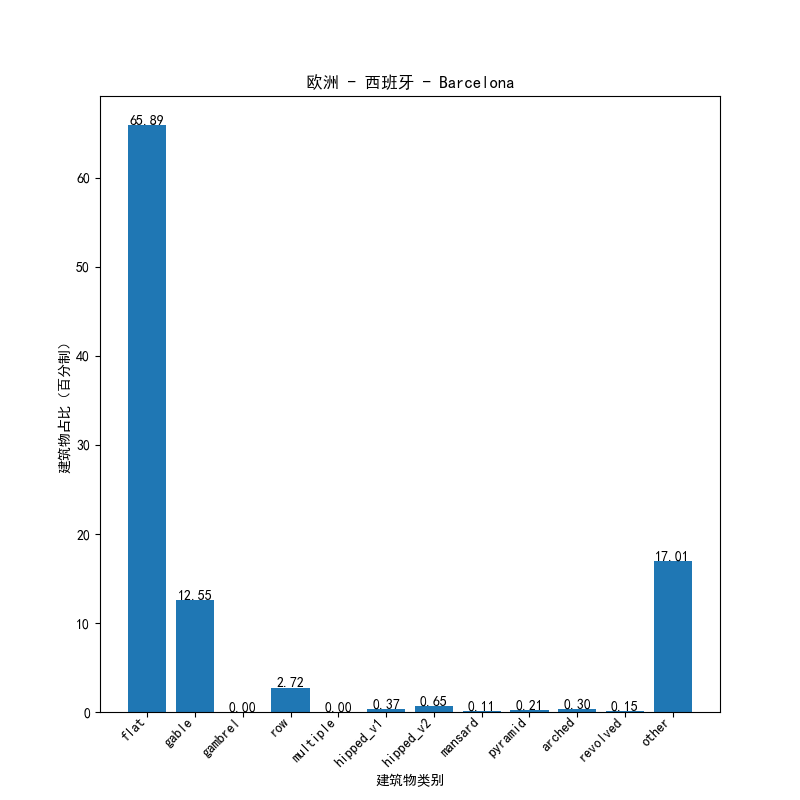 欧洲 - 西班牙 - Barcelona
建筑物占比（百分制）
60
50
40
30
20
10
0
65.89
12.55
0.00
2.72
0.00
0.37
0.65
0.11
0.21
0.30
0.15
17.01
flat
gable
gambrel
row
multiple
hipped_v1
hipped_v2
mansard
pyramid
arched
revolved
other
建筑物类别